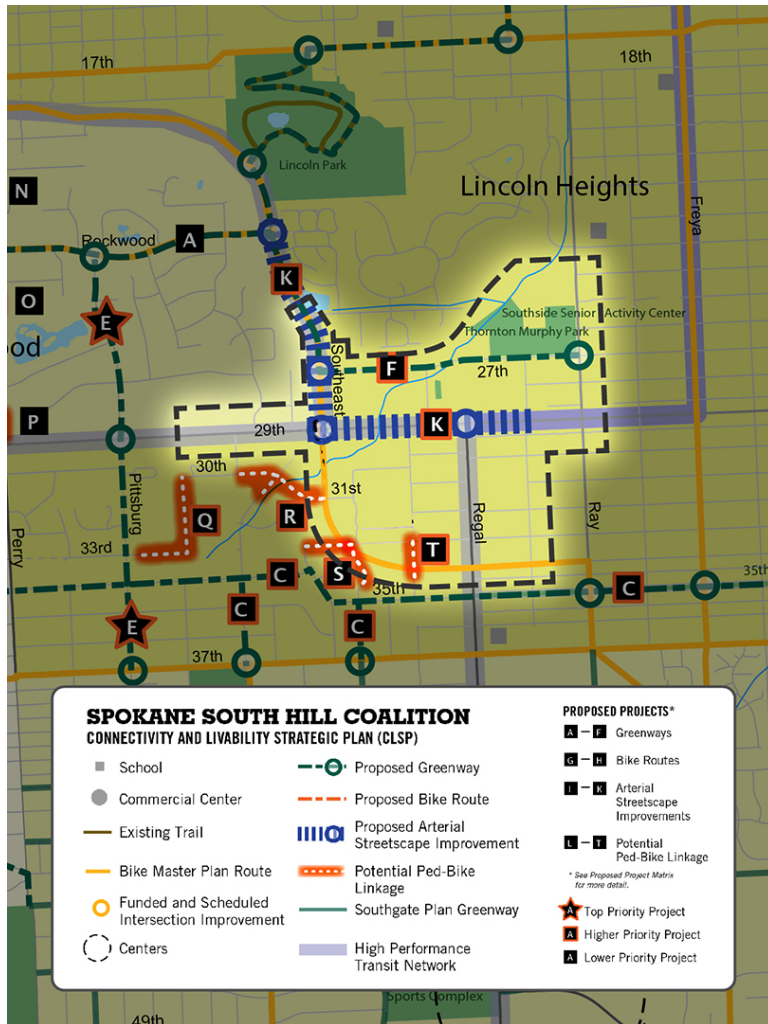 17th
18th
Lincoln Park
N
Lincoln Heights
Freya
Rockwood
A
K
O
E
Southside Senior Activity Center
ood
Thornton Murphy Park
Southeast
F
27th
P
29th
K
30th
Pittsburg
31st
Q
R
Regal
Ray
Perry
33rd
T
C
S
35th
C
35th
C
E
C
37th
SPOKANE SOUTH HILL COALITION
CONNECTIVITY AND LIVABILITY STRATEGIC PLAN (CLSP)
School
Commercial Center
Existing Trail
Bike Master Plan Route
Funded and Scheduled
Intersection Improvement
Centers
Proposed Greenway
Proposed Bike Route
Proposed Arterial
Streetscape Improvement
Potential Ped-Bike
Linkage
Southgate Plan Greenway
High Performance
Transit Network
PROPOSED PROJECTS*
A – F Greenways
G – H Bike Routes
I – K Arterial
Streetscape
Improvements
L – T Potential
Ped-Bike Linkage
* See Proposed Project Matrix
for more detail.
A Top Priority Project
A Higher Priority Project
A Lower Priority Project
Sports Complex
49th